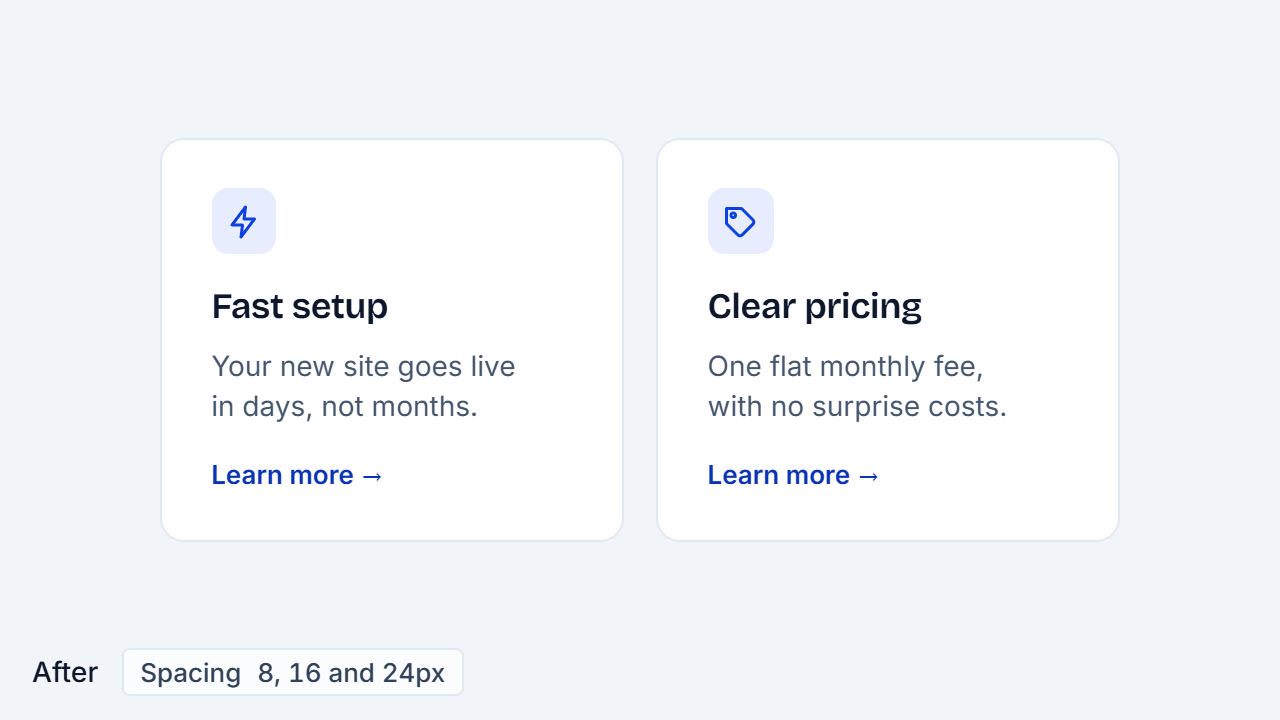 Fast setup
Your new site goes live
in days, not months.
Learn more →
Clear pricing
One flat monthly fee,
with no surprise costs.
Learn more →
After
Spacing 8, 16 and 24px